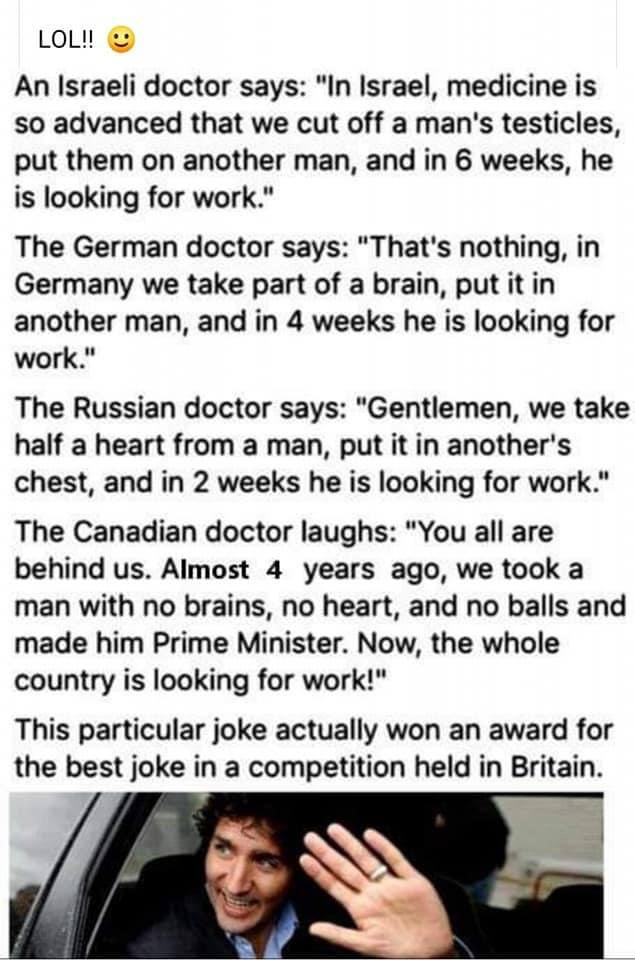 LOL!! 🙂
An Israeli doctor says: "In Israel, medicine is
so advanced that we cut off a man's testicles,
put them on another man, and in 6 weeks, he
is looking for work."
The German doctor says: "That's nothing, in
Germany we take part of a brain, put it in
another man, and in 4 weeks he is looking for
work."
The Russian doctor says: "Gentlemen, we take
half a heart from a man, put it in another's
chest, and in 2 weeks he is looking for work."
The Canadian doctor laughs: "You all are
behind us. Almost 4 years ago, we took a
man with no brains, no heart, and no balls and
made him Prime Minister. Now, the whole
country is looking for work!"
This particular joke actually won an award for
the best joke in a competition held in Britain.